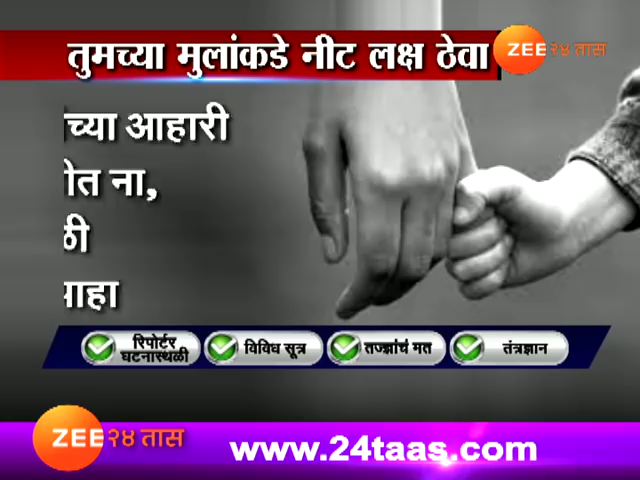 तुमच्या मुलांकडे नीट लक्ष ठेवा
ZEE २४ तास
च्या आहारी
ना,
पाहा
रिपोर्टर
घटनास्थळी
विविध सूत्र
तज्ज्ञांचं मत
तंत्रज्ञान
ZEE २४ तास
www.24taas.com